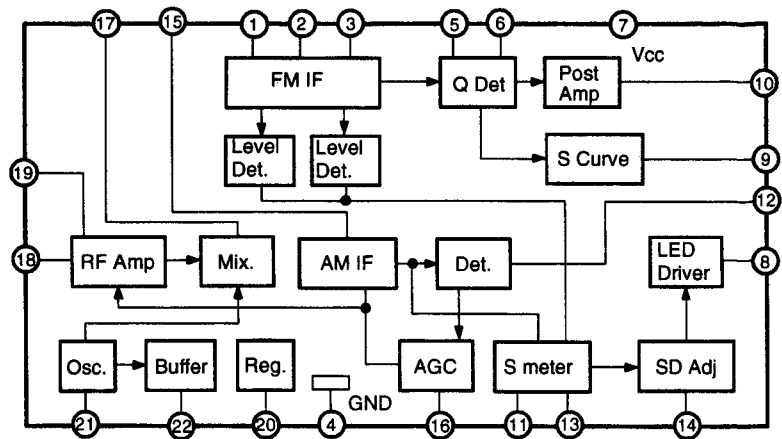 17 15 1 2 3 5 6 7
Vcc
FM IF
Q Det
Post
Amp
10
Level
Det.
Level
Det.
S Curve
9
19
12
18
RF Amp
Mix.
AM IF
Det.
LED
Driver
8
Osc.
Buffer
Reg.
GND
AGC
S meter
SD Adj
21 22 20 4 16 11 13 14